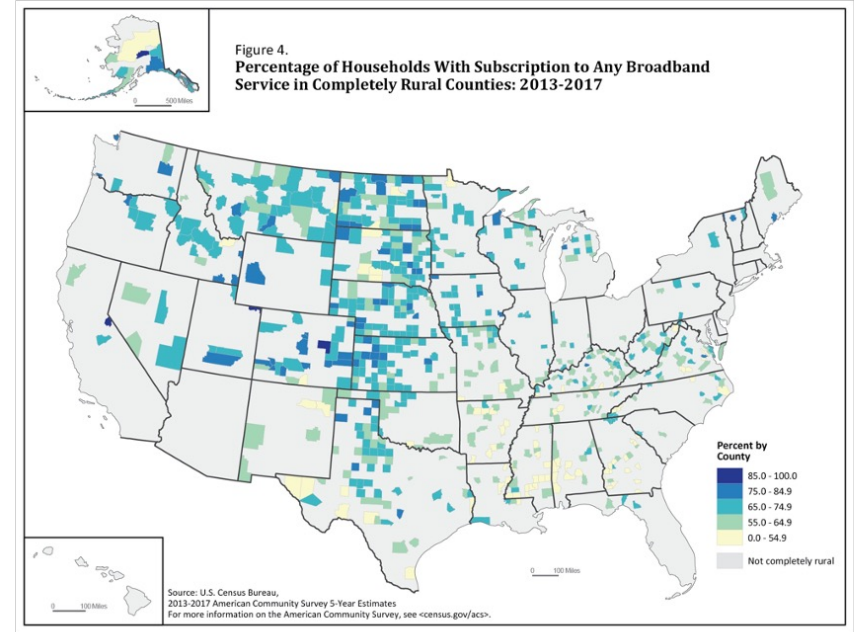 Figure 4.
Percentage of Households With Subscription to Any Broadband
Service in Completely Rural Counties: 2013-2017
0 500 Miles
Percent by
County
85.0 - 100.0
75.0 - 84.9
65.0 - 74.9
55.0 - 64.9
0.0 - 54.9
Not completely rural
0 100 Miles
0 100 Miles
Source: U.S. Census Bureau,
2013-2017 American Community Survey 5-Year Estimates
For more information on the American Community Survey, see <census.gov/acs>.